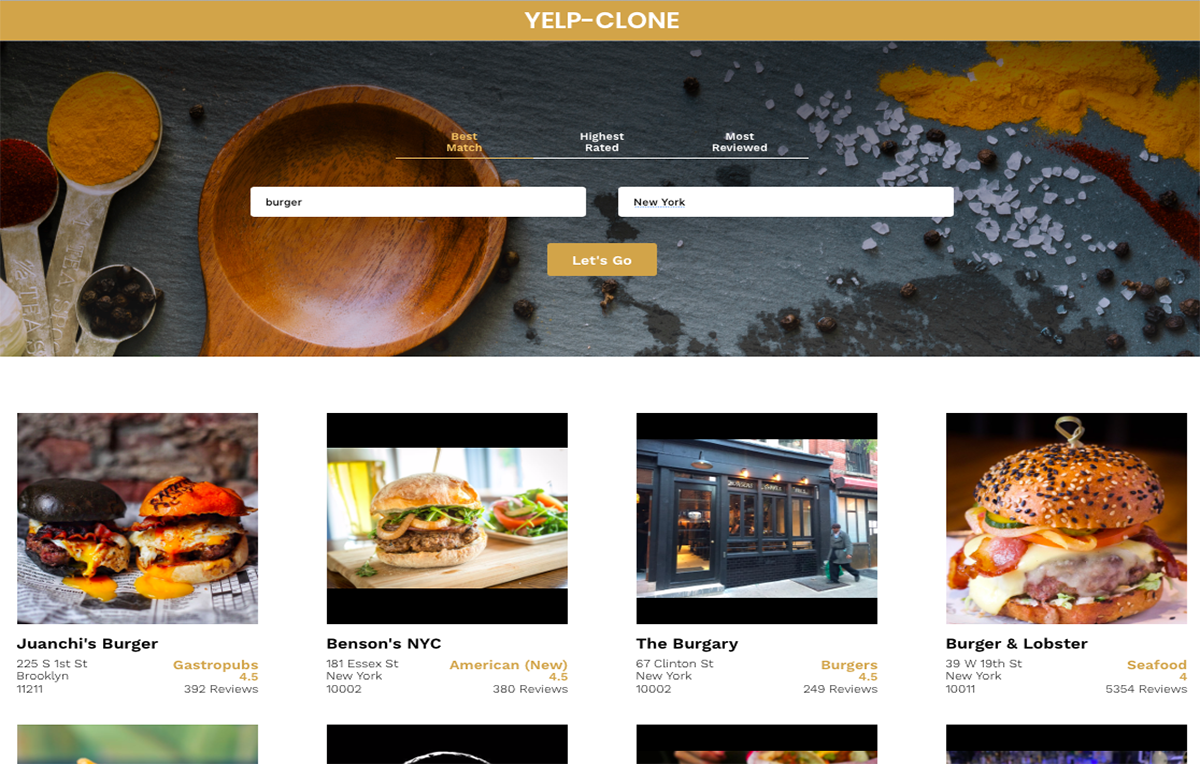 YELP-CLONE
Best
Match
Highest
Rated
Most
Reviewed
burger
New York
Let's Go
Juanchi's Burger
225 S 1st St
Brooklyn
11211
Gastropubs
4.5
392 Reviews
Benson's NYC
181 Essex St
New York
10002
American (New)
4.5
380 Reviews
The Burgary
67 Clinton St
New York
10002
Burgers
4.5
249 Reviews
Burger & Lobster
39 W 19th St
New York
10011
Seafood
4
5354 Reviews